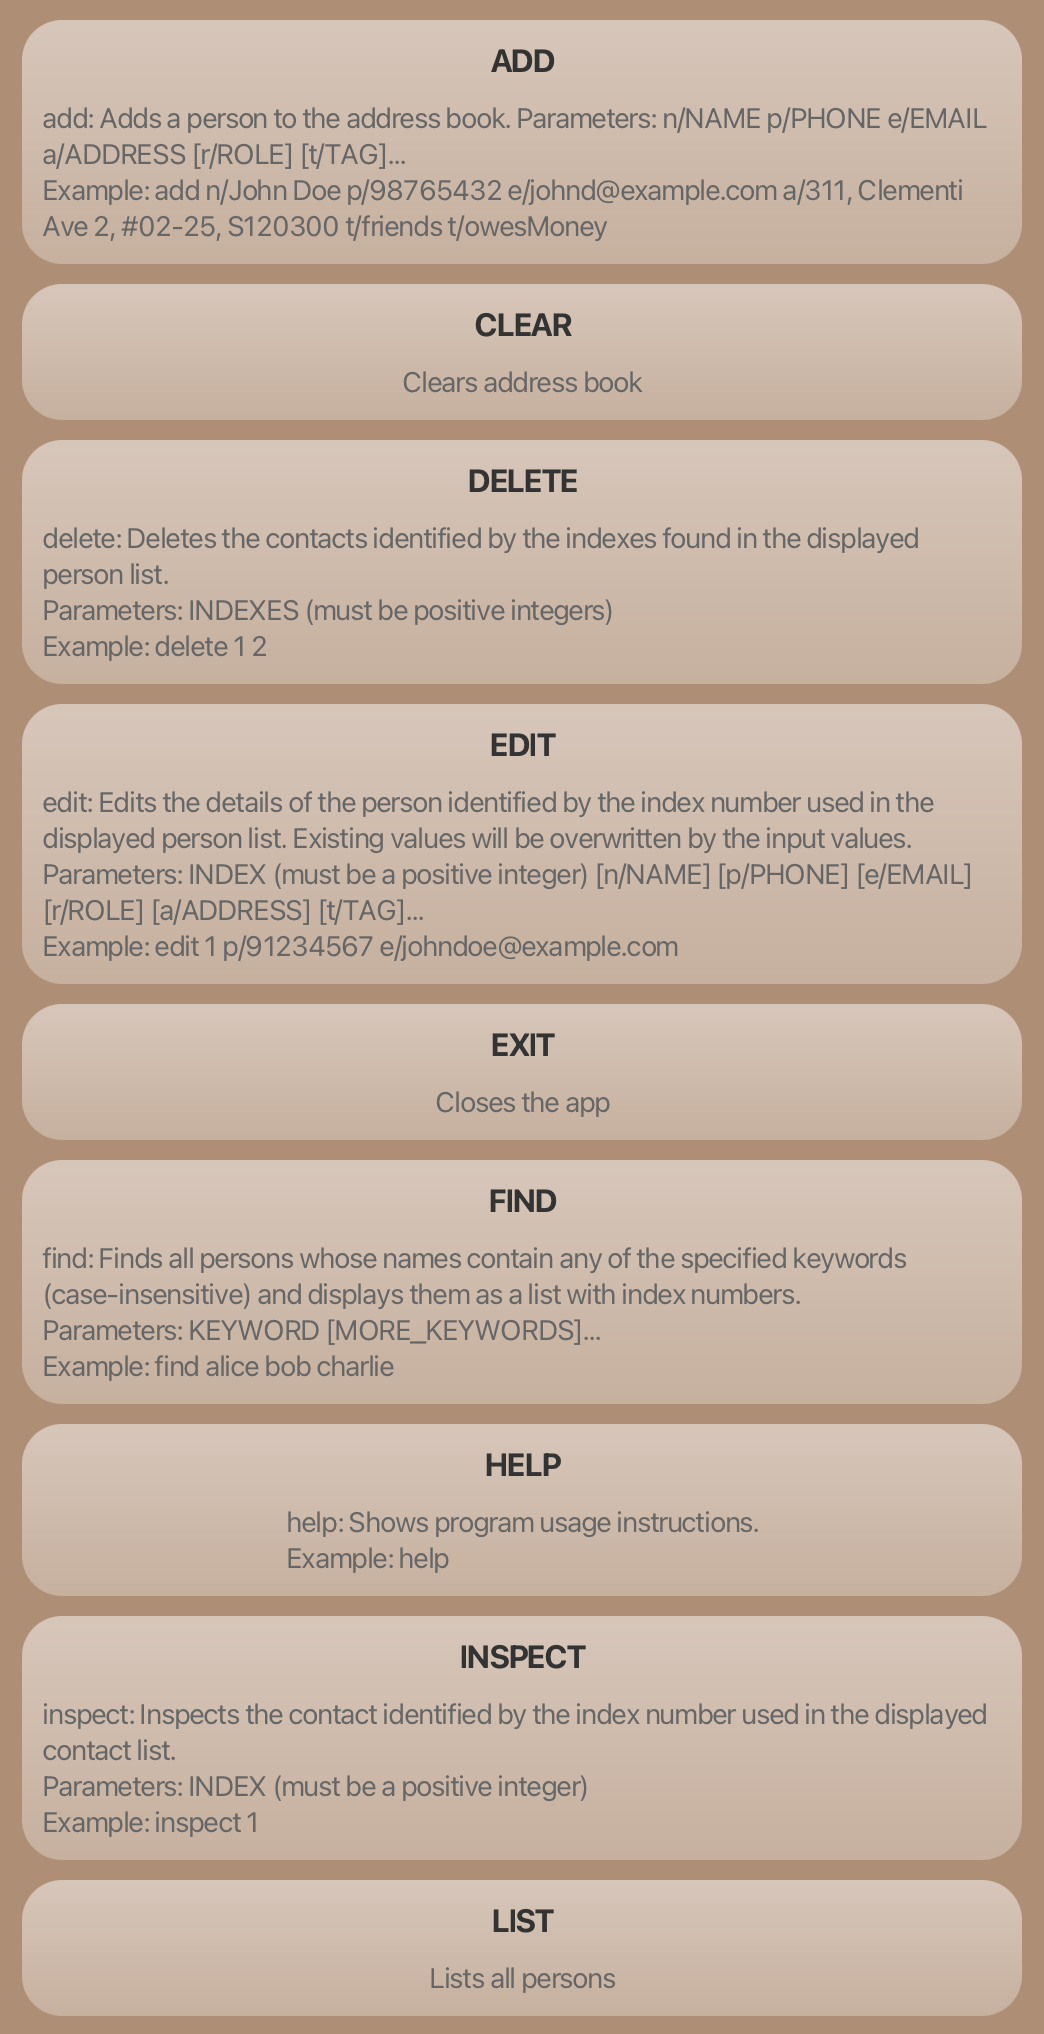 ADD
add: Adds a person to the address book. Parameters: n/NAME p/PHONE e/EMAIL
a/ADDRESS [r/ROLE] [t/TAG]...
Example: add n/John Doe p/98765432 e/johnd@example.com a/311, Clementi
Ave 2, #02-25, S120300 t/friends t/owesMoney
CLEAR
Clears address book
DELETE
delete: Deletes the contacts identified by the indexes found in the displayed
person list.
Parameters: INDEXES (must be positive integers)
Example: delete 1 2
EDIT
edit: Edits the details of the person identified by the index number used in the
displayed person list. Existing values will be overwritten by the input values.
Parameters: INDEX (must be a positive integer) [n/NAME] [p/PHONE] [e/EMAIL]
[r/ROLE] [a/ADDRESS] [t/TAG]...
Example: edit 1 p/91234567 e/johndoe@example.com
EXIT
Closes the app
FIND
find: Finds all persons whose names contain any of the specified keywords
(case-insensitive) and displays them as a list with index numbers.
Parameters: KEYWORD [MORE_KEYWORDS]...
Example: find alice bob charlie
HELP
help: Shows program usage instructions.
Example: help
INSPECT
inspect: Inspects the contact identified by the index number used in the displayed
contact list.
Parameters: INDEX (must be a positive integer)
Example: inspect 1
LIST
Lists all persons